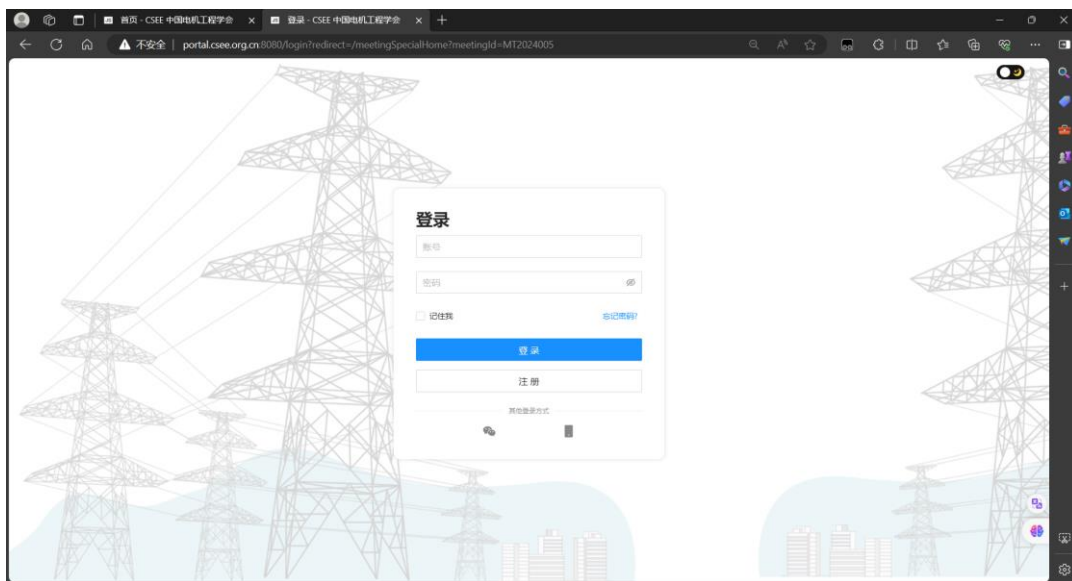 首页 - CSEE 中国电机工程学会
登录 - CSEE 中国电机工程学会
不安全
portal.csee.org.cn:8080/login?redirect=/meetingSpecialHome?meetingId=MT2024005
登录
账号
密码
记住我
忘记密码?
登录
注册
其他登录方式